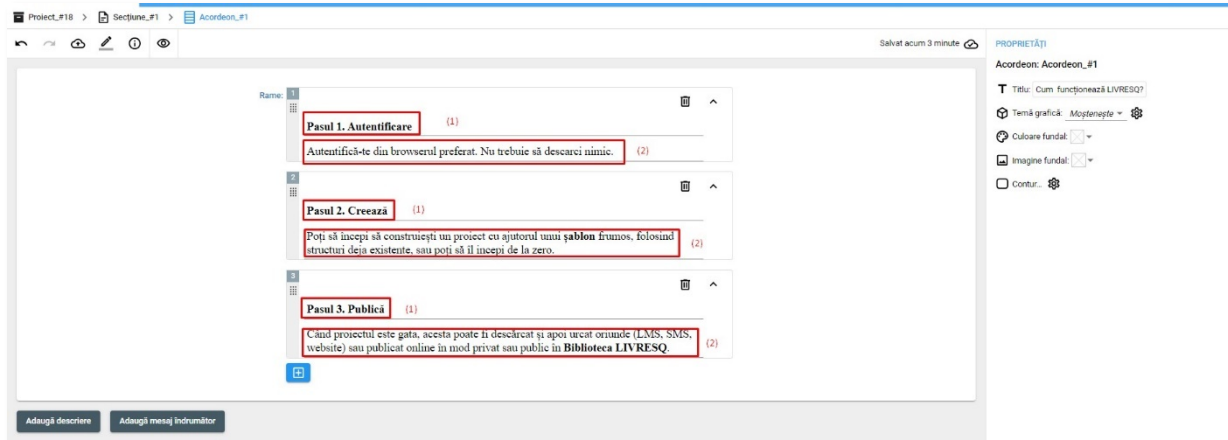 Proiect_#18 > Secțiune_#1 > Acordeon_#1
Salvat acum 3 minute
PROPRIETĂȚI
Acordeon: Acordeon_#1
Titlu: Cum funcționează LIVRESQ?
Temă grafică: Moștenește
Culoare fundal:
Imagine fundal:
Contur...
Rame:
1
Pasul 1. Autentificare (1)
Autentifică-te din browserul preferat. Nu trebuie să descarci nimic. (2)
2
Pasul 2. Creează (1)
Poți să începi să construiești un proiect cu ajutorul unui șablon frumos, folosind
structuri deja existente, sau poți să îl începi de la zero. (2)
3
Pasul 3. Publică (1)
Când proiectul este gata, acesta poate fi descărcat și apoi urcat oriunde (LMS, SMS,
website) sau publicat online în mod privat sau public în Biblioteca LIVRESQ. (2)
Adaugă descriere
Adaugă mesaj îndrumător